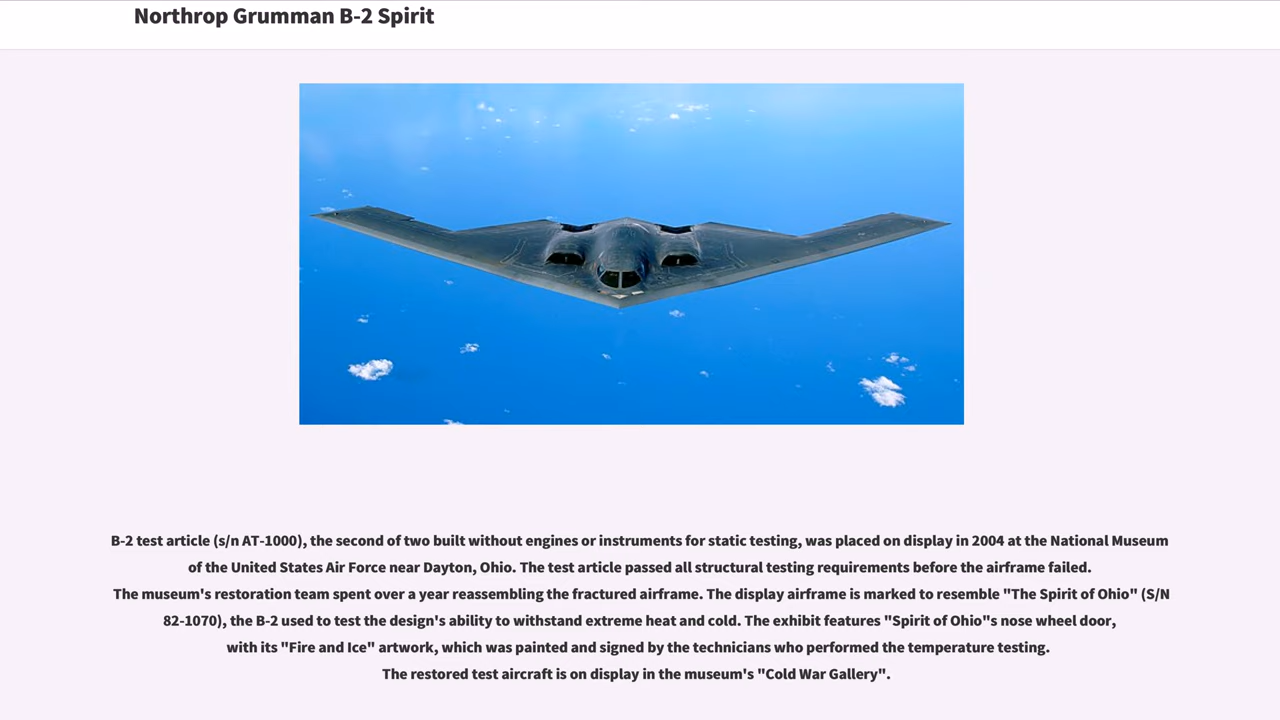 Northrop Grumman B-2 Spirit
B-2 test article (s/n AT-1000), the second of two built without engines or instruments for static testing, was placed on display in 2004 at the National Museum
of the United States Air Force near Dayton, Ohio. The test article passed all structural testing requirements before the airframe failed.
The museum's restoration team spent over a year reassembling the fractured airframe. The display airframe is marked to resemble "The Spirit of Ohio" (S/N
82-1070), the B-2 used to test the design's ability to withstand extreme heat and cold. The exhibit features "Spirit of Ohio"s nose wheel door,
with its "Fire and Ice" artwork, which was painted and signed by the technicians who performed the temperature testing.
The restored test aircraft is on display in the museum's "Cold War Gallery".